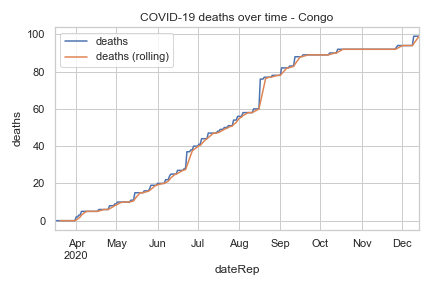 COVID-19 deaths over time - Congo
deaths
deaths (rolling)
100
80
60
40
20
0
deaths
Apr May Jun Jul Aug Sep Oct Nov Dec
2020
dateRep